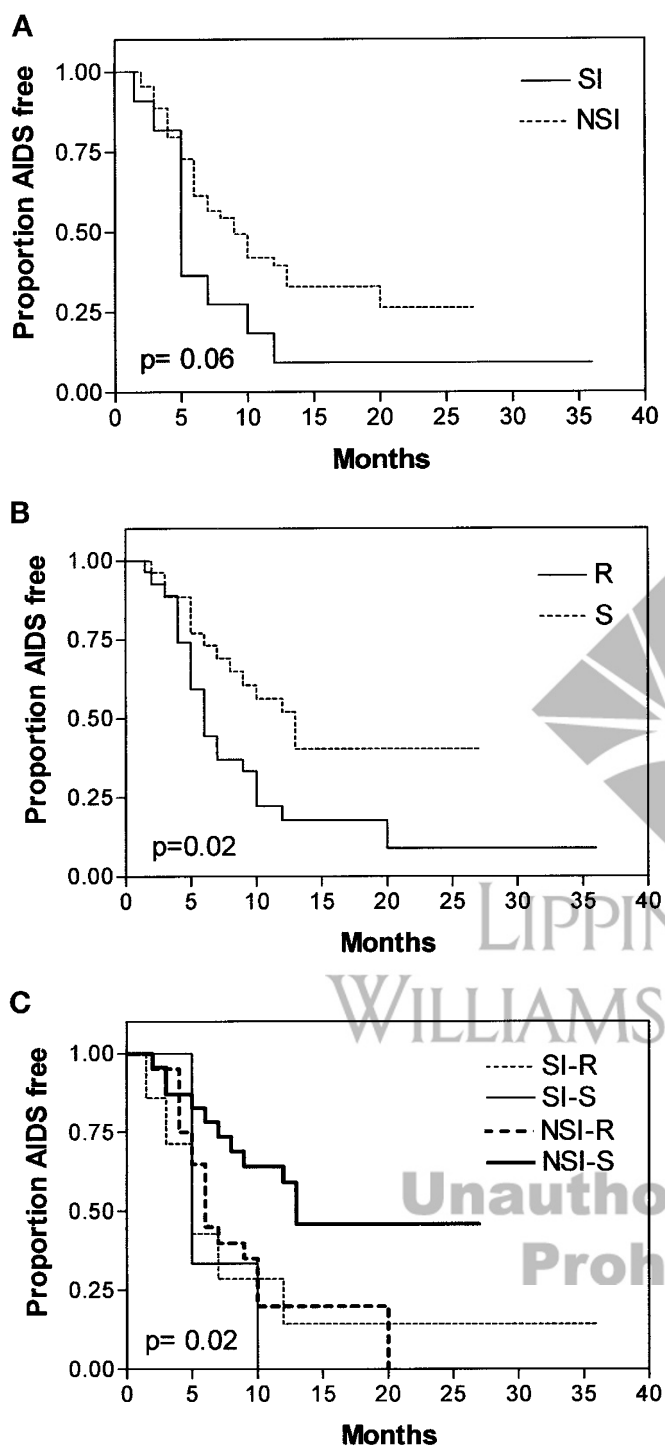 A
1.00
0.75
0.50
0.25
0.00
Proportion AIDS free
SI
NSI
p= 0.06
0 5 10 15 20 25 30 35 40
Months
B
1.00
0.75
0.50
0.25
0.00
Proportion AIDS free
R
S
p=0.02
0 5 10 15 20 25 30 35 40
Months
LIPPIN
WILLIAMS
C
1.00
0.75
0.50
0.25
0.00
Proportion AIDS free
SI-R
SI-S
NSI-R
NSI-S
Unautho
Proh
p= 0.02
0 5 10 15 20 25 30 35 40
Months